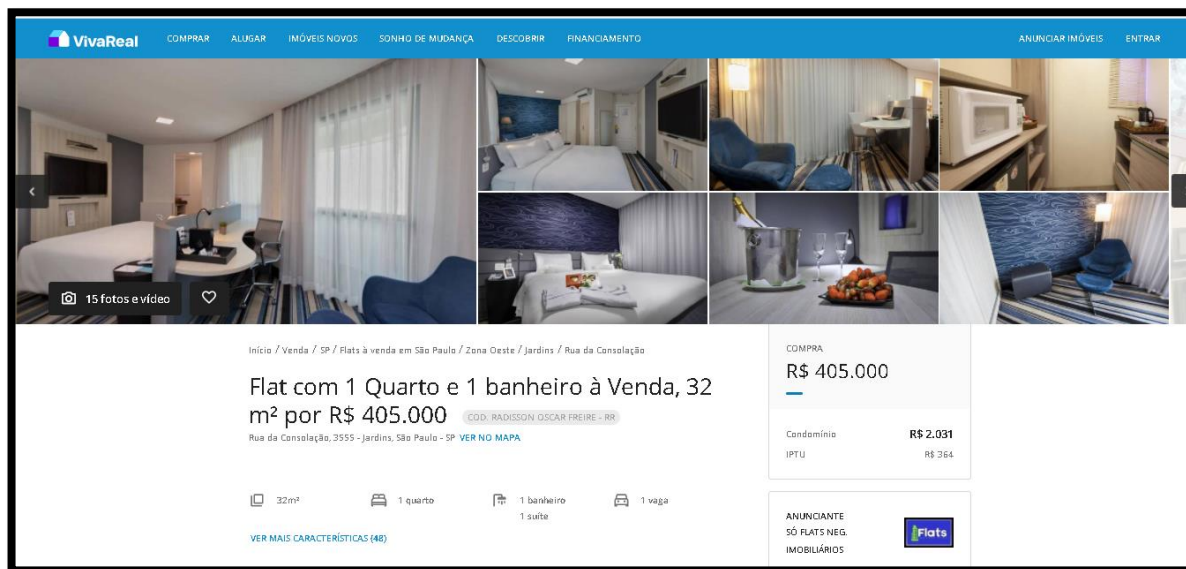 VivaReal
COMPRAR
ALUGAR
IMÓVEIS NOVOS
SONHO DE MUDANÇA
DESCOBRIR
FINANCIAMENTO
ANUNCIAR IMÓVEIS
ENTRAR
15 fotos e vídeo
Início / Venda / SP / Flats à venda em São Paulo / Zona Oeste / Jardins / Rua da Consolação
Flat com 1 Quarto e 1 banheiro à Venda, 32
m² por R$ 405.000 COD. RADISSON OSCAR FREIRE - RR
Rua da Consolação, 3555 - Jardins, São Paulo - SP VER NO MAPA
32m²
1 quarto
1 banheiro
1 suíte
1 vaga
VER MAIS CARACTERÍSTICAS (48)
COMPRA
R$ 405.000
Condomínio R$ 2.031
IPTU R$ 364
ANUNCIANTE
SÓ FLATS NEG.
IMOBILIÁRIOS
Flats